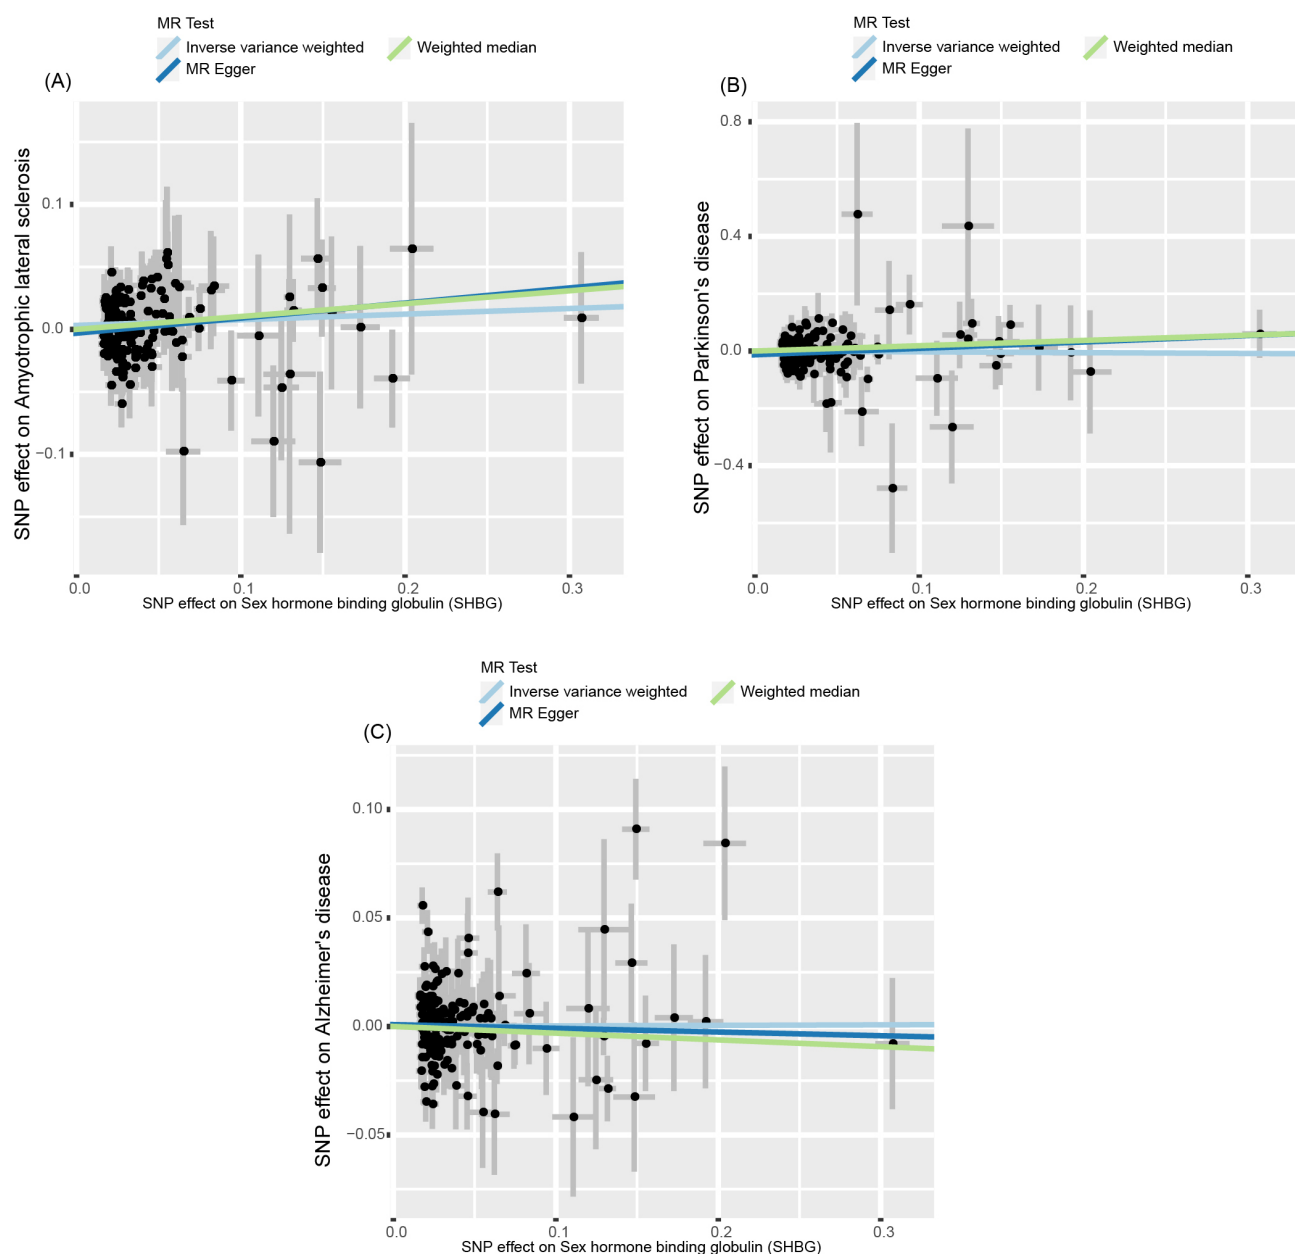 MR Test
Inverse variance weighted
Weighted median
MR Egger
(A)
SNP effect on Amyotrophic lateral sclerosis
0.1
0.0
−0.1
0.0
0.1
0.2
0.3
SNP effect on Sex hormone binding globulin (SHBG)
MR Test
Inverse variance weighted
Weighted median
MR Egger
(B)
SNP effect on Parkinson's disease
0.8
0.4
0.0
−0.4
0.0
0.1
0.2
0.3
SNP effect on Sex hormone binding globulin (SHBG)
MR Test
Inverse variance weighted
Weighted median
MR Egger
(C)
SNP effect on Alzheimer's disease
0.10
0.05
0.00
−0.05
0.0
0.1
0.2
0.3
SNP effect on Sex hormone binding globulin (SHBG)